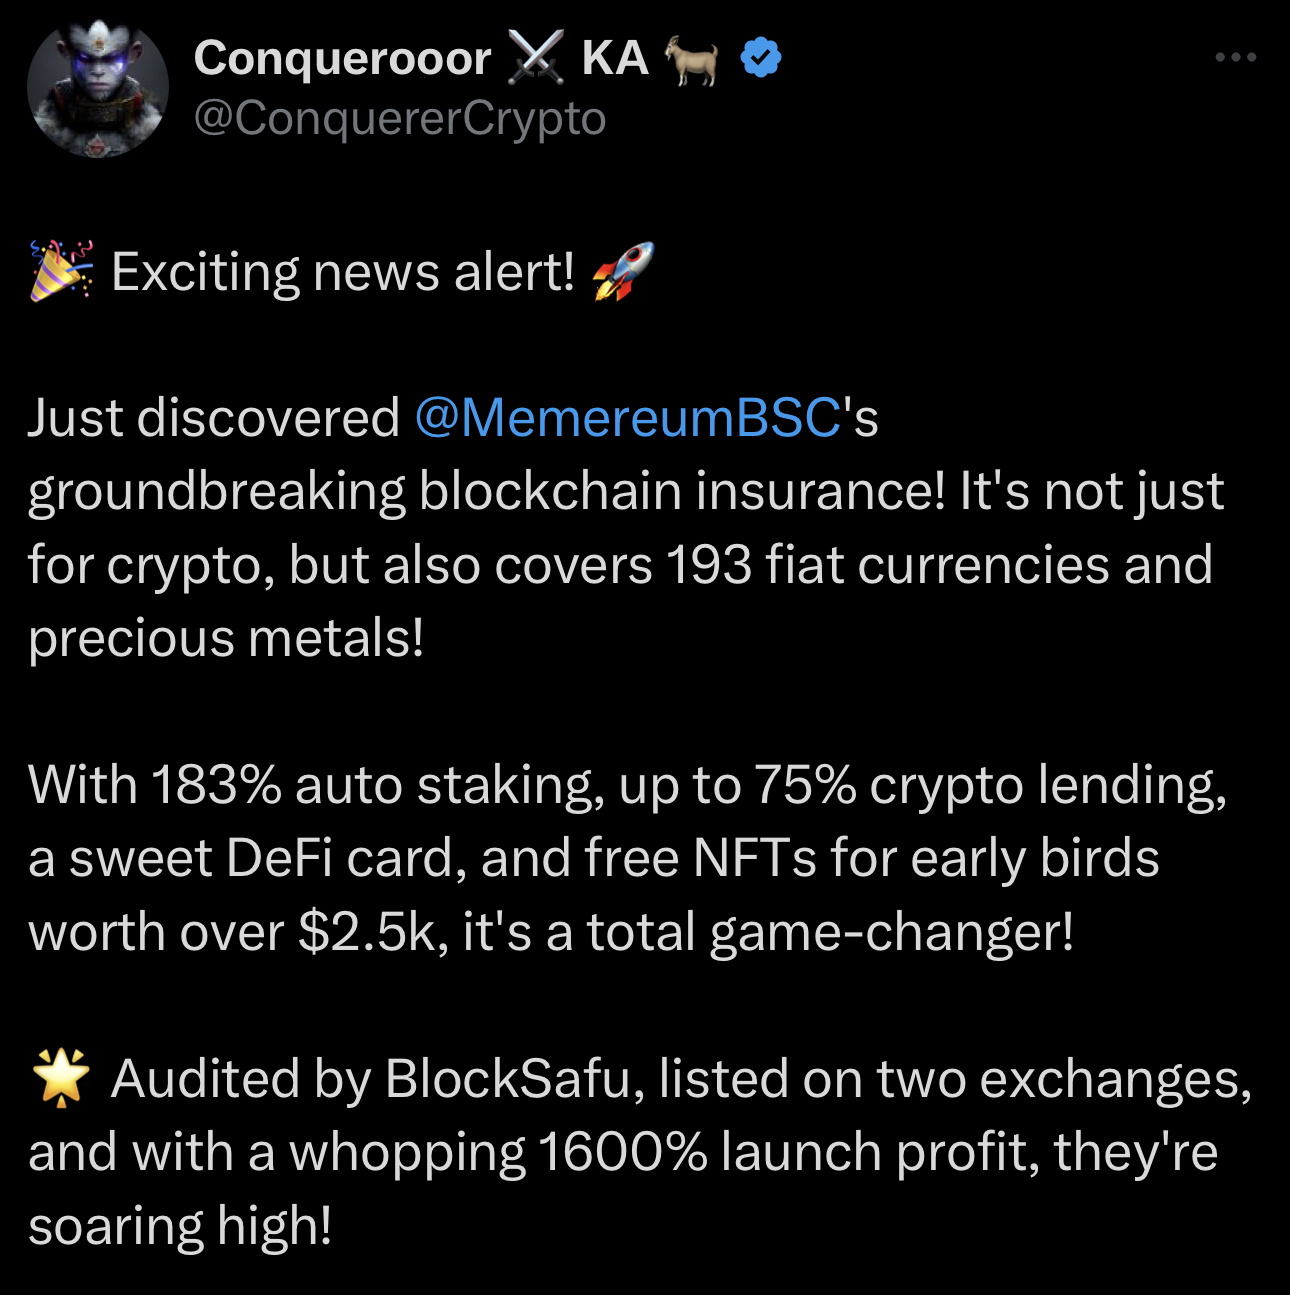 Conquerooor ⚔️ KA 🐐
@ConquererCrypto
🎉 Exciting news alert! 🚀
Just discovered @MemereumBSC's
groundbreaking blockchain insurance! It's not just
for crypto, but also covers 193 fiat currencies and
precious metals!
With 183% auto staking, up to 75% crypto lending,
a sweet DeFi card, and free NFTs for early birds
worth over $2.5k, it's a total game-changer!
🌟 Audited by BlockSafu, listed on two exchanges,
and with a whopping 1600% launch profit, they're
soaring high!